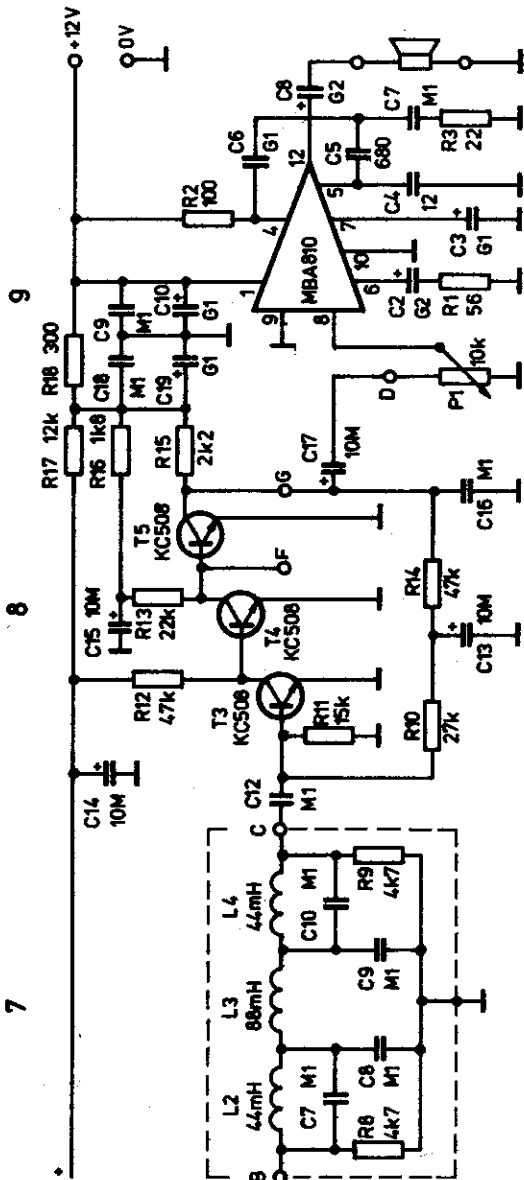 7
8
9
+
+12V
0V
B
L2
44mH
L3
88mH
L4
44mH
C7
M1
C8
M1
R8
4k7
C10
M1
C9
M1
R9
4k7
C
C12
M1
C14
10M
R12
47k
T3
KC508
R11
15k
R10
27k
C15
10M
R13
22k
T4
KC508
T5
KC508
F
C13
10M
R14
47k
C16
M1
G
R17
12k
R16
1k8
R15
2k2
R18
300
C18
M1
C19
G1
C9
M1
C10
G1
C17
10M
D
P1
10k
R2
100
MBA810
1
4
12
5
7
10
6
8
9
C6
G1
C5
680
C4
12
C3
G1
C2
G2
R1
56
C8
G2
C7
M1
R3
22